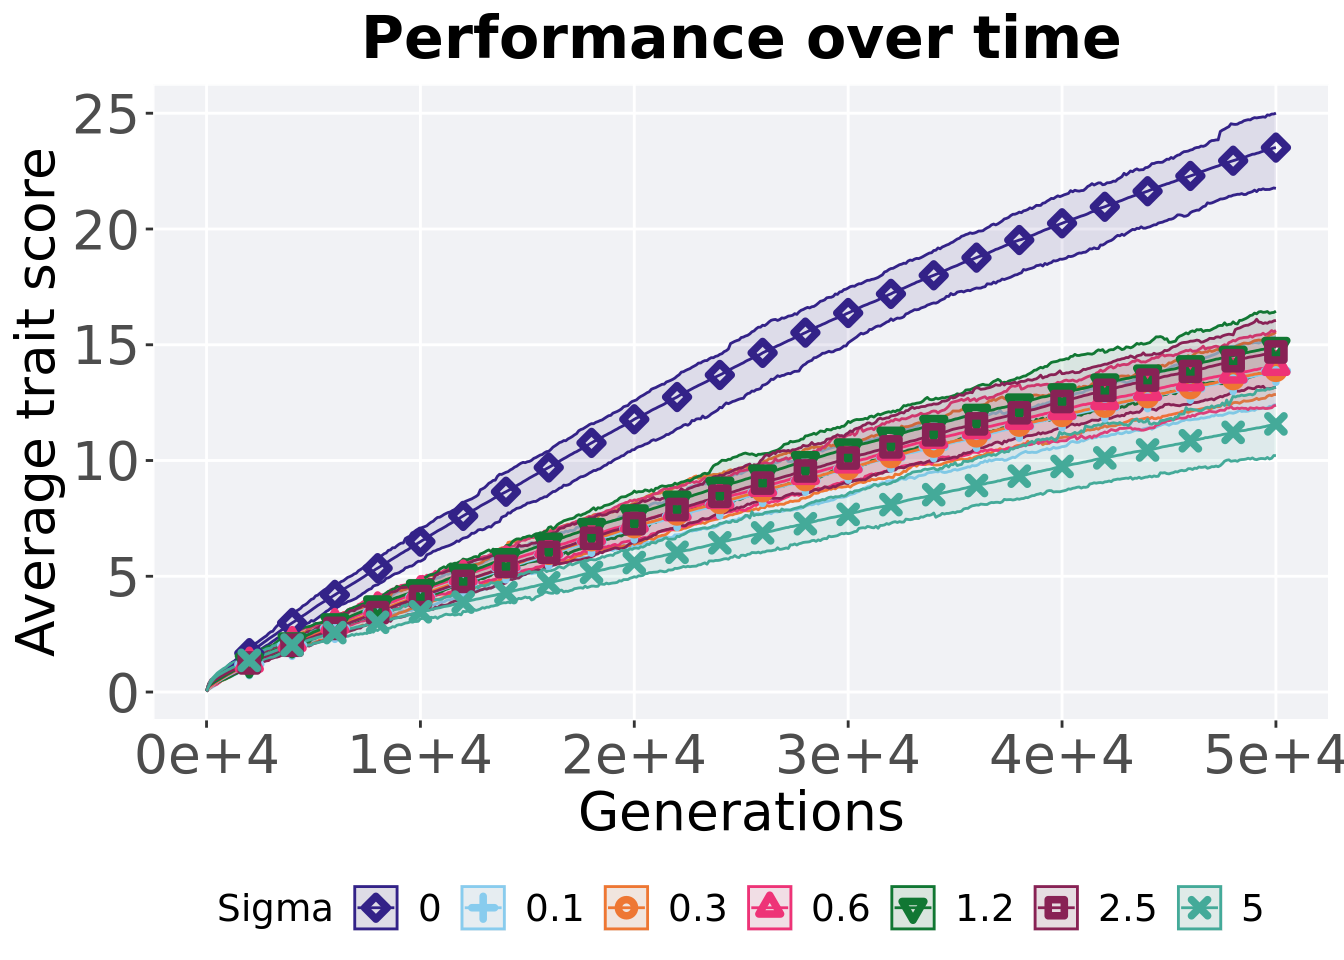 Performance over time
25
20
15
10
5
0
Average trait score
0e+4 1e+4 2e+4 3e+4 4e+4 5e+4
Generations
Sigma 0 0.1 0.3 0.6 1.2 2.5 5